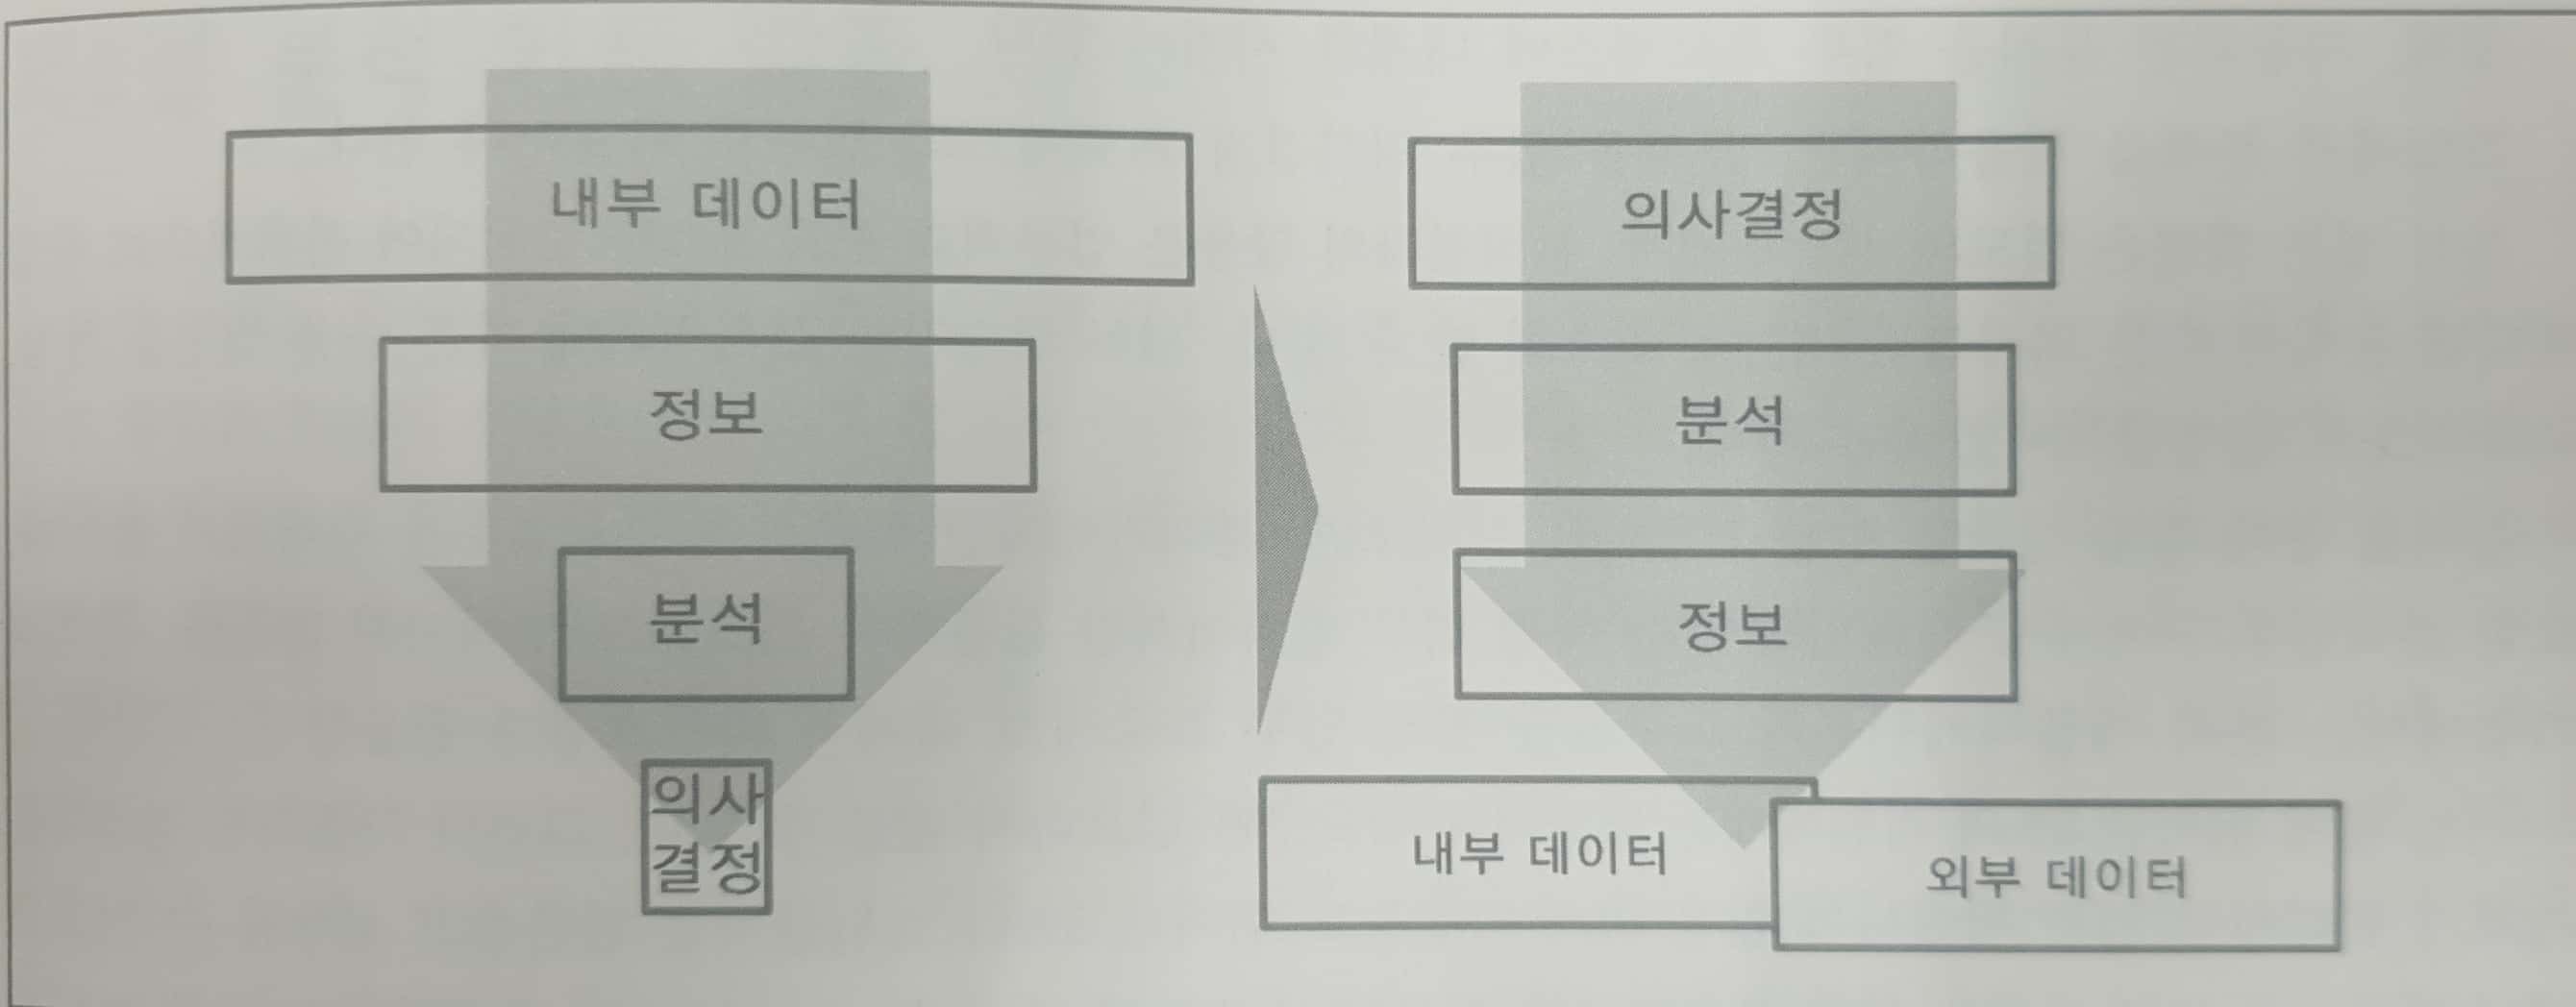 내부 데이터
정보
분석
의사
결정
의사결정
분석
정보
내부 데이터
외부 데이터